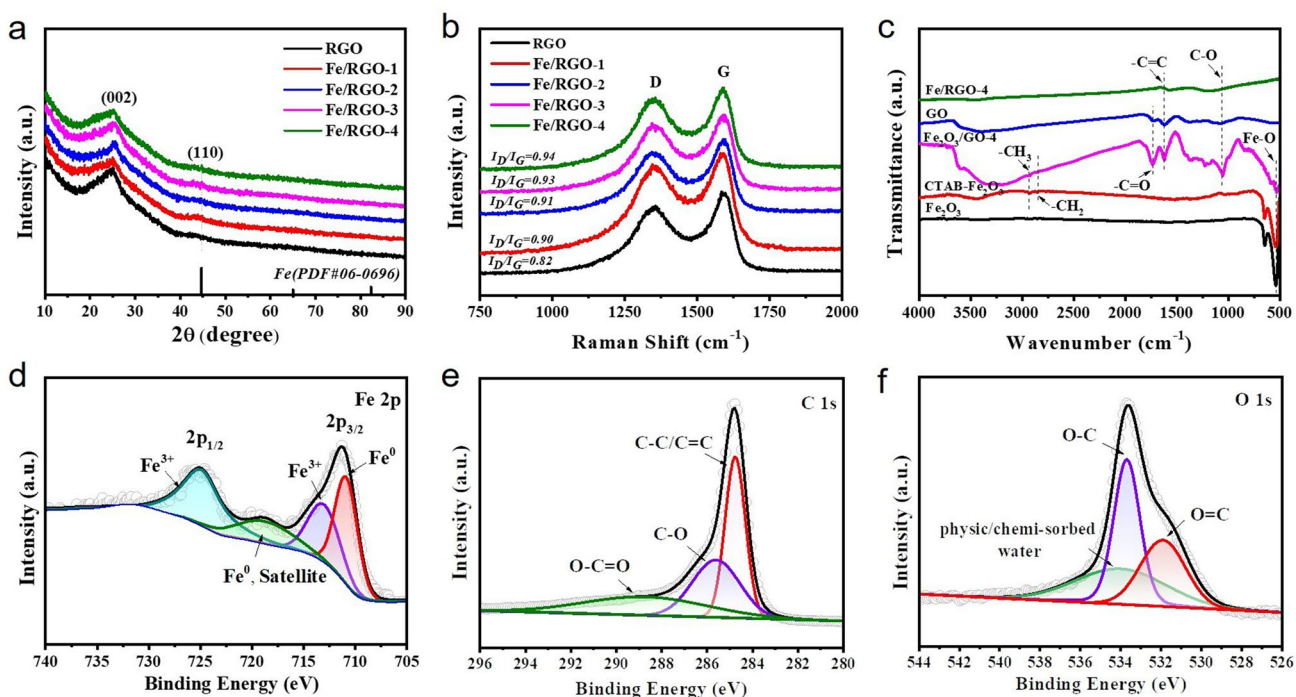 a
RGO
Fe/RGO-1
Fe/RGO-2
Fe/RGO-3
Fe/RGO-4
(002)
(110)
Fe(PDF#06-0696)
Intensity (a.u.)
10 20 30 40 50 60 70 80 90
2θ (degree)
b
RGO
Fe/RGO-1
Fe/RGO-2
Fe/RGO-3
Fe/RGO-4
D
G
I_D/I_G=0.94
I_D/I_G=0.93
I_D/I_G=0.91
I_D/I_G=0.90
I_D/I_G=0.82
Intensity (a.u.)
750 1000 1250 1500 1750 2000
Raman Shift (cm⁻¹)
c
-C=C
C-O
Fe/RGO-4
GO
Fe₂O₃/GO-4
Fe-O
-CH₃
-C=O
CTAB-Fe₂O₃
-CH₂
Fe₂O₃
Transmittance (a.u.)
4000 3500 3000 2500 2000 1500 1000 500
Wavenumber (cm⁻¹)
d
Fe 2p
2p₃/₂
2p₁/₂
Fe³⁺
Fe³⁺
Fe⁰
Fe⁰, Satellite
Intensity (a.u.)
740 735 730 725 720 715 710 705
Binding Energy (eV)
e
C 1s
C-C/C=C
C-O
O-C=O
Intensity (a.u.)
296 294 292 290 288 286 284 282 280
Binding Energy (eV)
f
O 1s
O-C
O=C
physic/chemi-sorbed
water
Intensity (a.u.)
544 542 540 538 536 534 532 530 528 526
Binding Energy (eV)